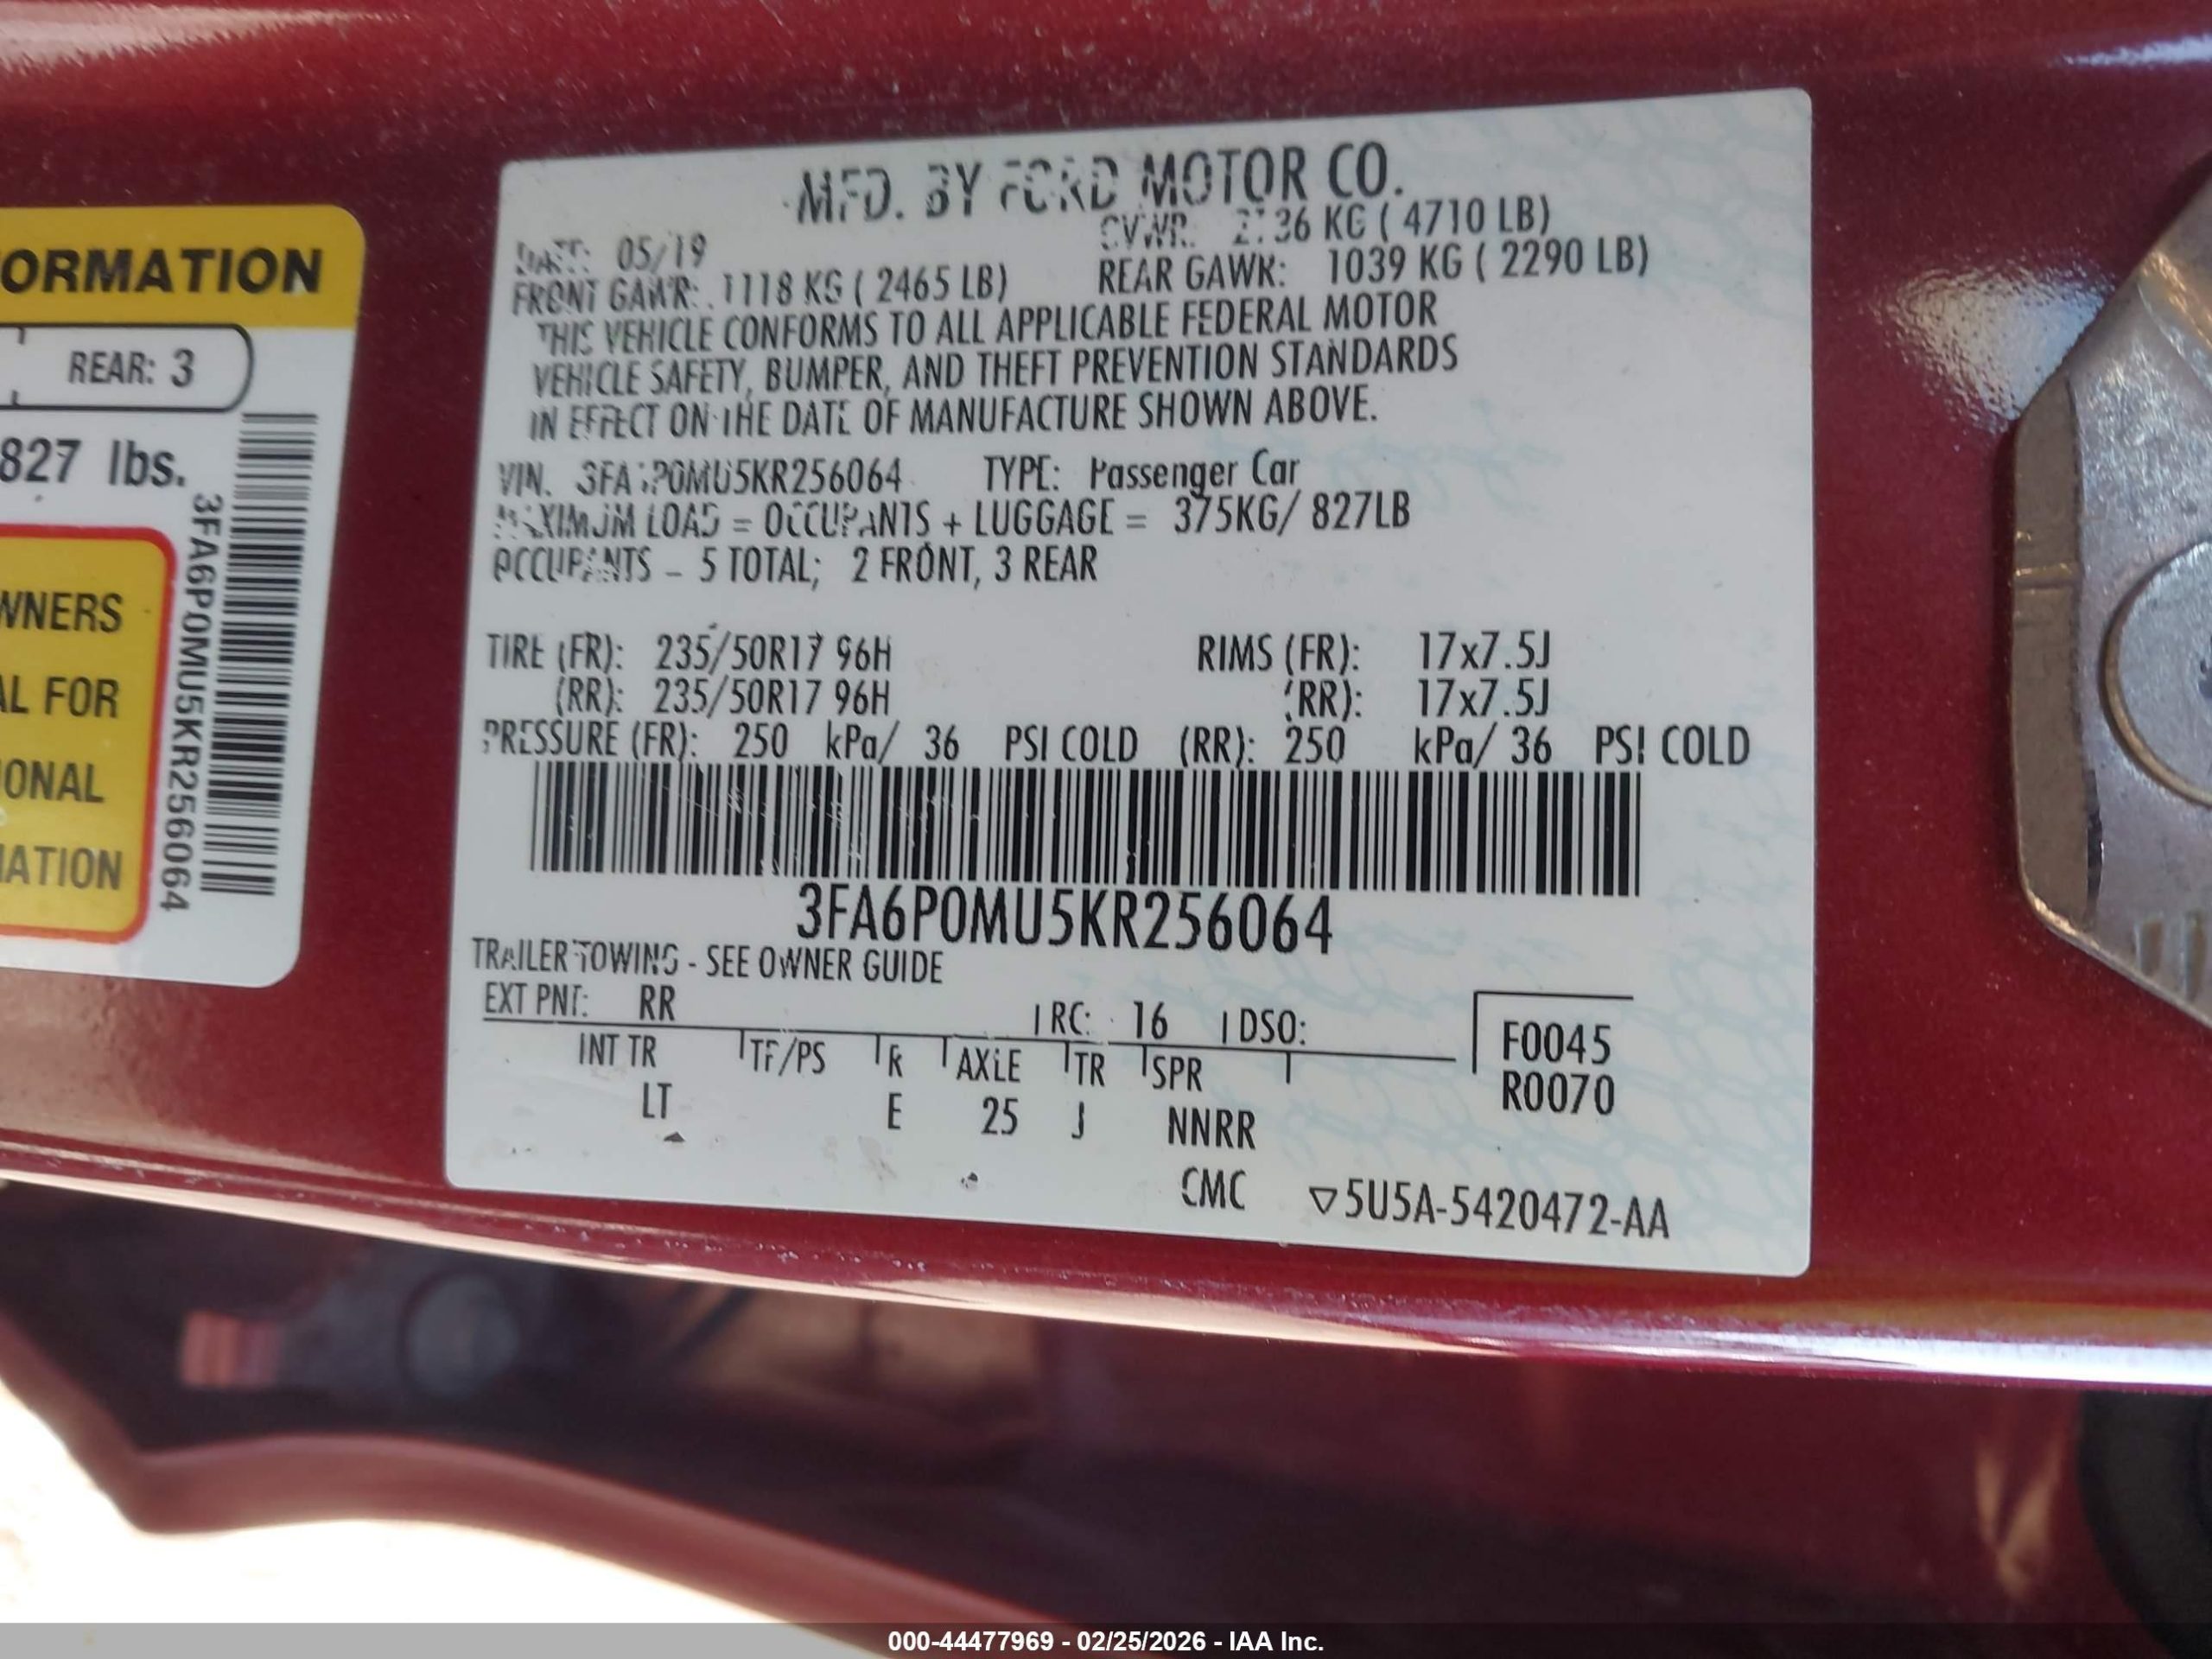 ORMATION
REAR: 3
827 lbs.
3FA6P0MU5KR256064
WNERS
AL FOR
IONAL
MATION
MFD. BY FORD MOTOR CO.
DATE: 05/19
GVWR: 2136 KG ( 4710 LB)
FRONT GAWR: 1118 KG ( 2465 LB)
REAR GAWR: 1039 KG ( 2290 LB)
THIS VEHICLE CONFORMS TO ALL APPLICABLE FEDERAL MOTOR
VEHICLE SAFETY, BUMPER, AND THEFT PREVENTION STANDARDS
IN EFFECT ON THE DATE OF MANUFACTURE SHOWN ABOVE.
VIN: 3FA6P0MU5KR256064 TYPE: Passenger Car
MAXIMUM LOAD = OCCUPANTS + LUGGAGE = 375KG/ 827LB
OCCUPANTS - 5 TOTAL; 2 FRONT, 3 REAR
TIRE (FR): 235/50R17 96H RIMS (FR): 17x7.5J
(RR): 235/50R17 96H (RR): 17x7.5J
PRESSURE (FR): 250 kPa/ 36 PSI COLD (RR): 250 kPa/ 36 PSI COLD
3FA6P0MU5KR256064
TRAILER TOWING - SEE OWNER GUIDE
EXT PNT: RR RC: 16 DSO:
INT TR TF/PS R AXLE TR SPR
LT E 25 J NNRR
F0045
R0070
CMC ▽5U5A-5420472-AA
000-44477969 - 02/25/2026 - IAA Inc.